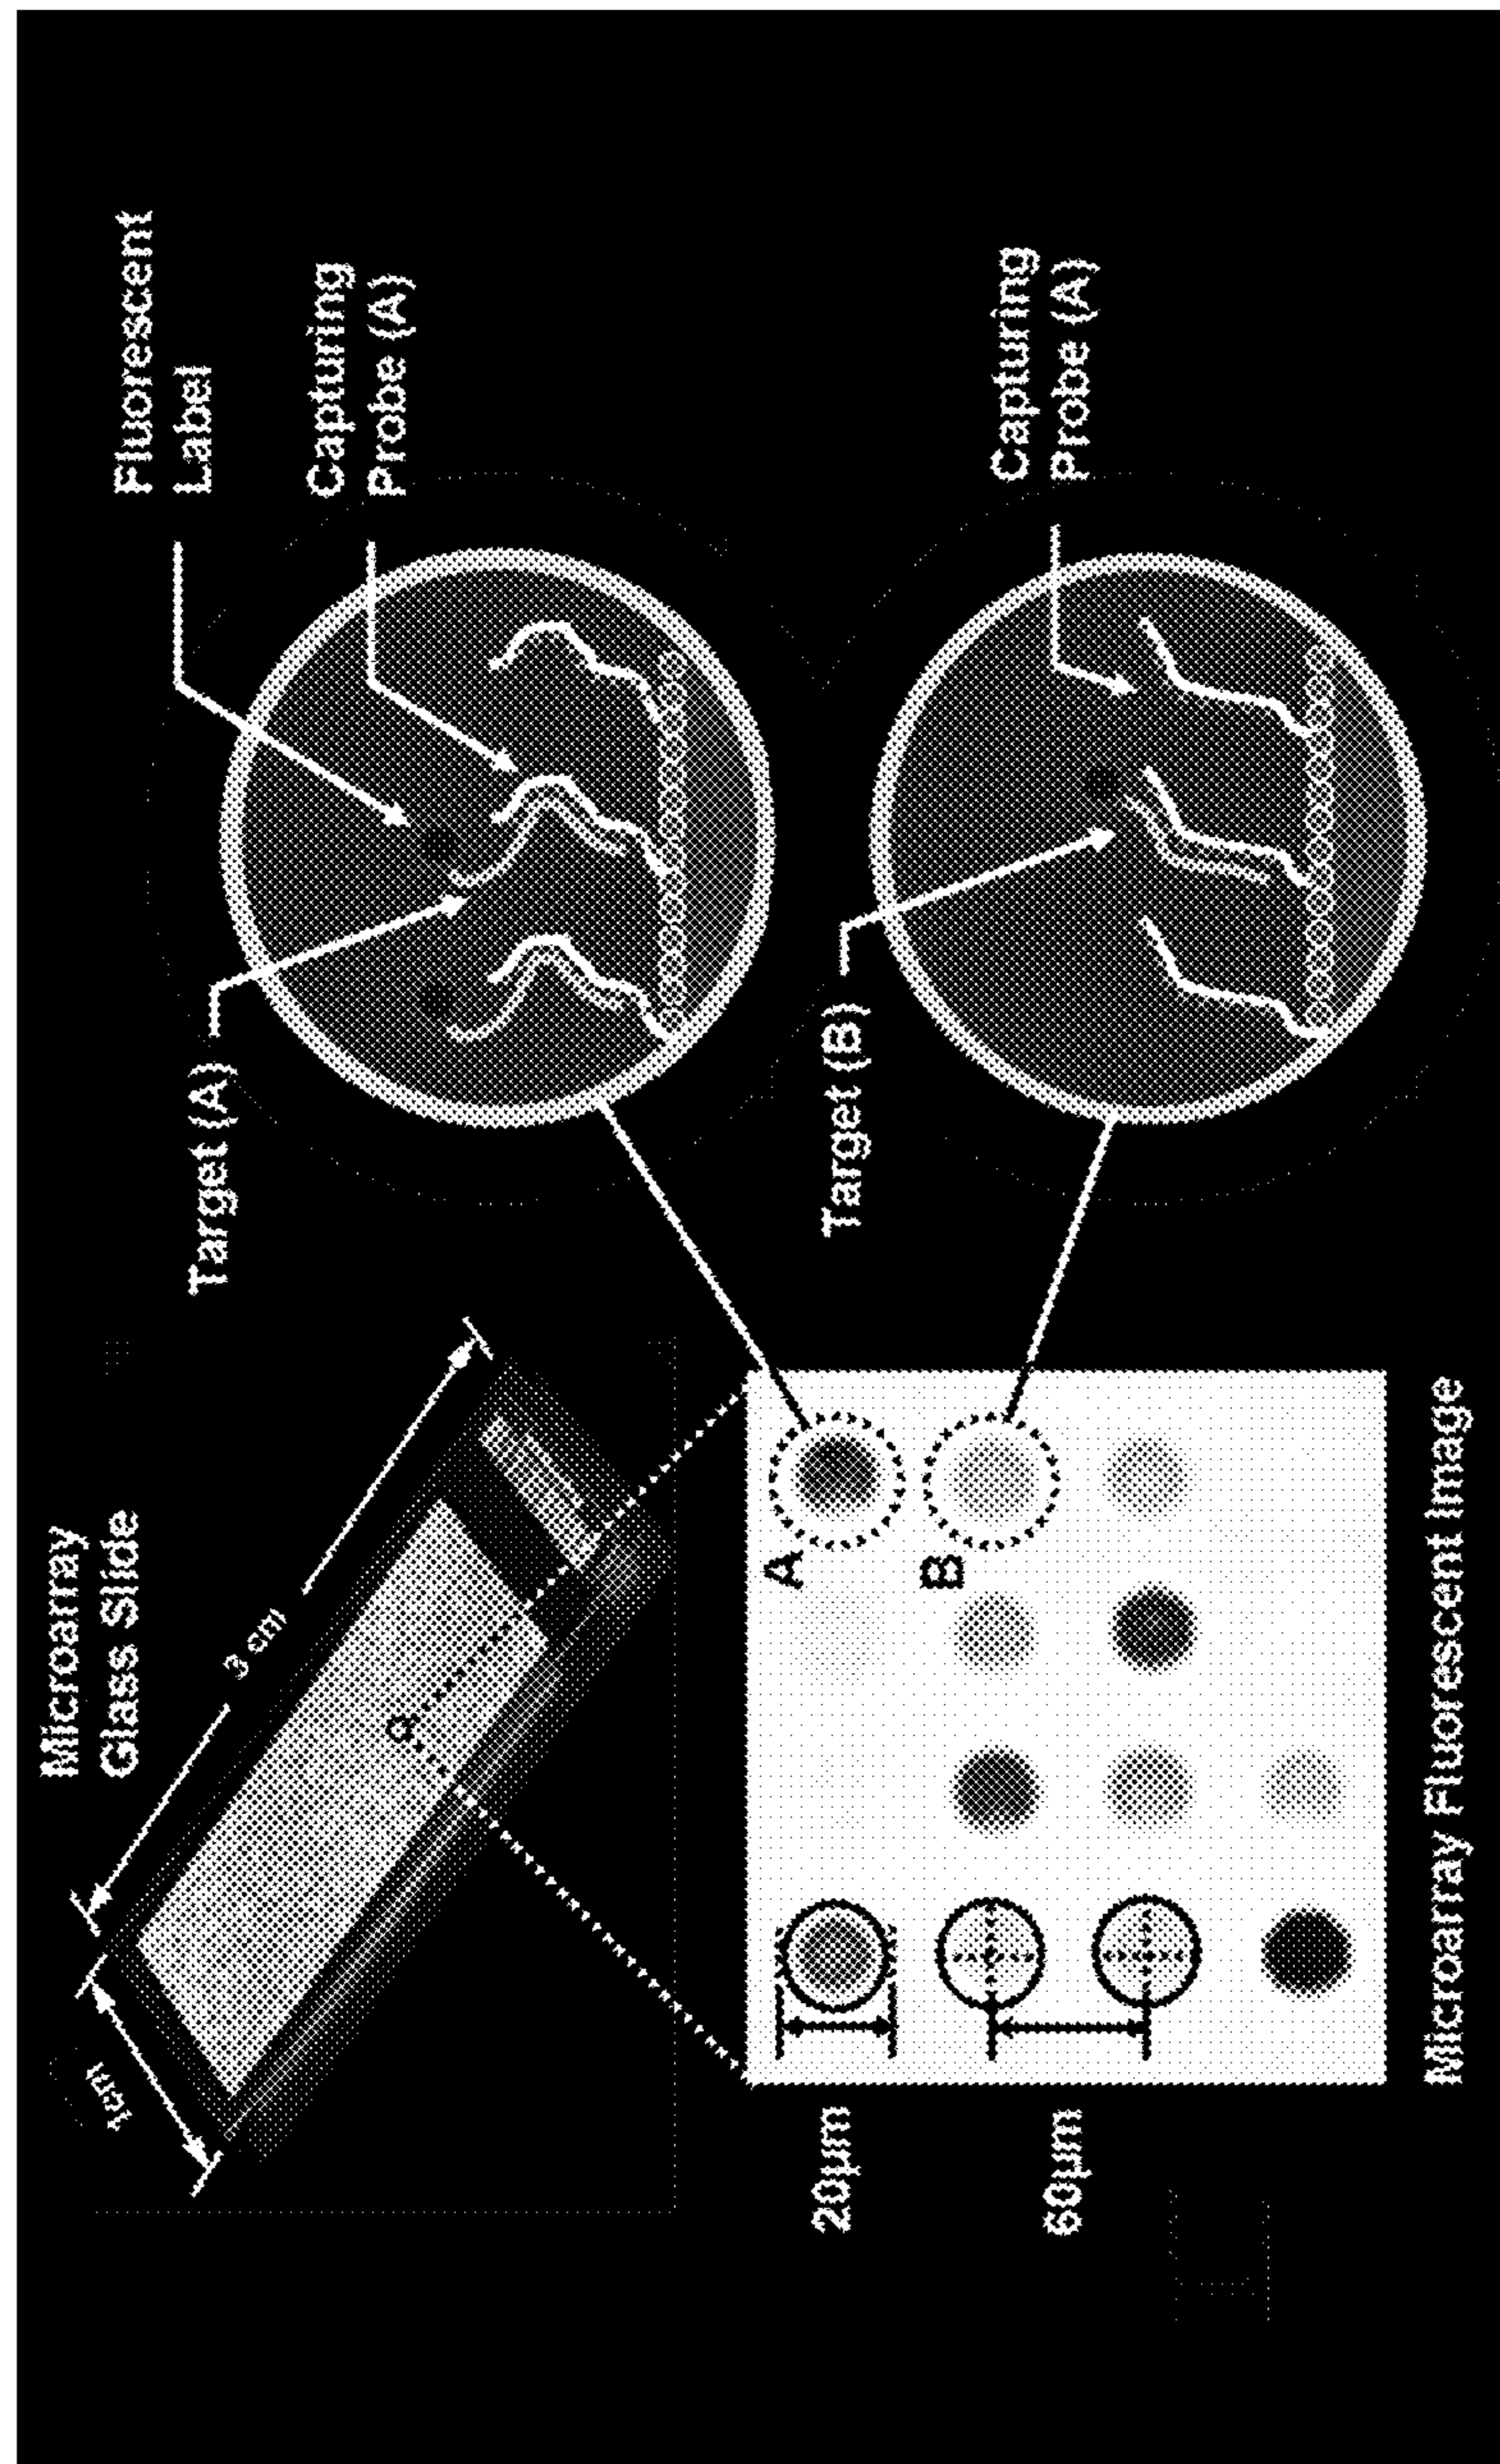 Microarray
Glass Slide
3 cm
1cm
Target (A)
Fluorescent
Label
Capturing
Probe (A)
20µm
60µm
A
B
Target (B)
Capturing
Probe (A)
Microarray Fluorescent Image